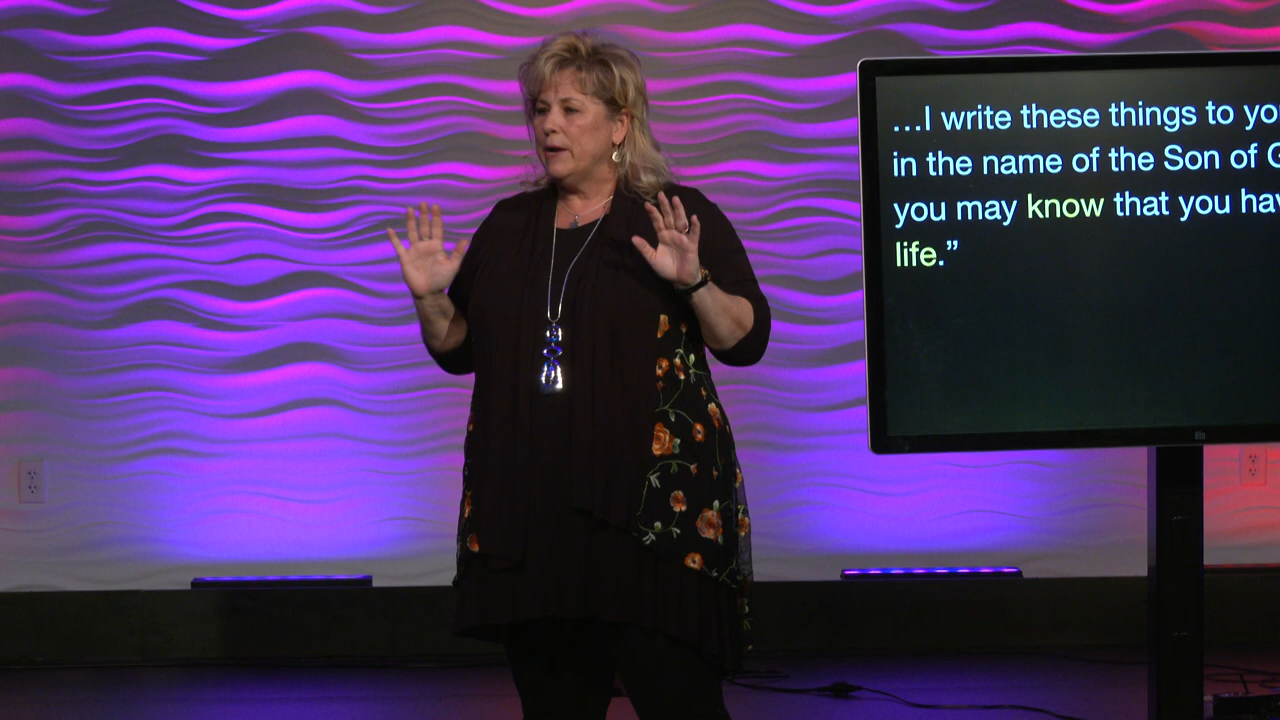 …I write these things to yo
in the name of the Son of G
you may know that you hav
life.”